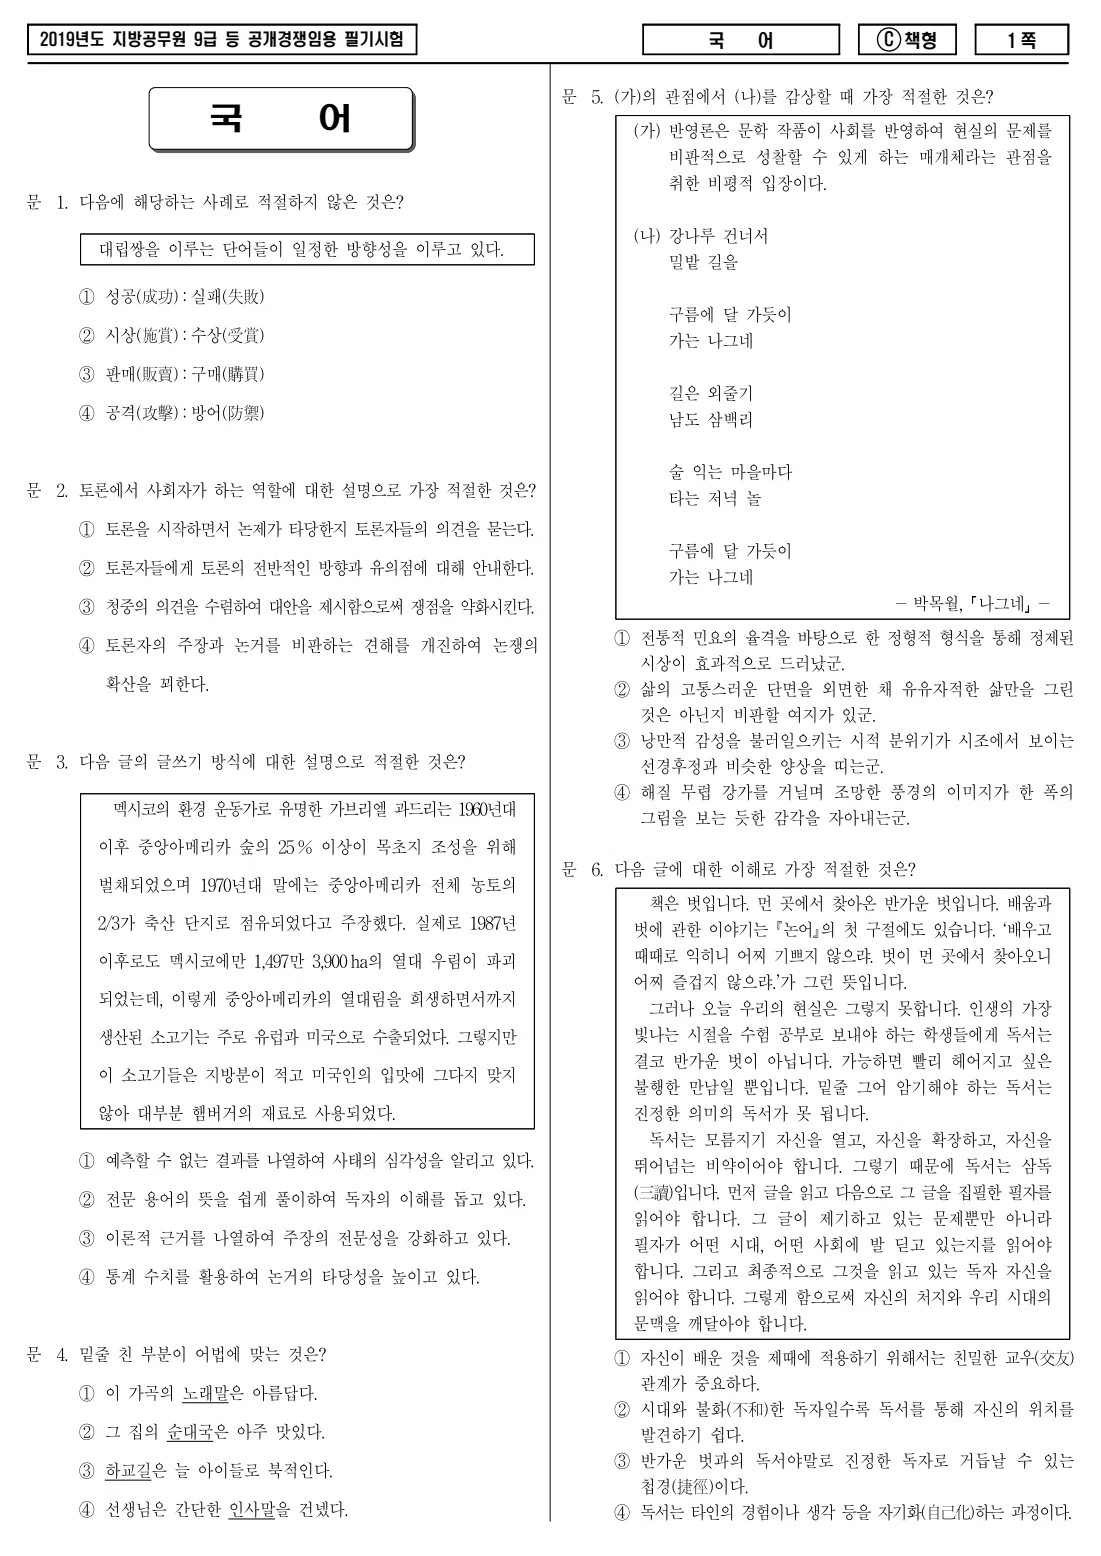 2019년도 지방공무원 9급 등 공개경쟁임용 필기시험
국 어
Ⓒ책형
1쪽
국 어
문 1. 다음에 해당하는 사례로 적절하지 않은 것은?
대립쌍을 이루는 단어들이 일정한 방향성을 이루고 있다.
① 성공(成功) : 실패(失敗)
② 시상(施賞) : 수상(受賞)
③ 판매(販賣) : 구매(購買)
④ 공격(攻擊) : 방어(防禦)
문 2. 토론에서 사회자가 하는 역할에 대한 설명으로 가장 적절한 것은?
① 토론을 시작하면서 논제가 타당한지 토론자들의 의견을 묻는다.
② 토론자들에게 토론의 전반적인 방향과 유의점에 대해 안내한다.
③ 청중의 의견을 수렴하여 대안을 제시함으로써 쟁점을 약화시킨다.
④ 토론자의 주장과 논거를 비판하는 견해를 개진하여 논쟁의
확산을 꾀한다.
문 3. 다음 글의 글쓰기 방식에 대한 설명으로 적절한 것은?
멕시코의 환경 운동가로 유명한 가브리엘 과드리는 1960년대
이후 중앙아메리카 숲의 25 % 이상이 목초지 조성을 위해
벌채되었으며 1970년대 말에는 중앙아메리카 전체 농토의
2/3가 축산 단지로 점유되었다고 주장했다. 실제로 1987년
이후로도 멕시코에만 1,497만 3,900 ha의 열대 우림이 파괴
되었는데, 이렇게 중앙아메리카의 열대림을 희생하면서까지
생산된 소고기는 주로 유럽과 미국으로 수출되었다. 그렇지만
이 소고기들은 지방분이 적고 미국인의 입맛에 그다지 맞지
않아 대부분 햄버거의 재료로 사용되었다.
① 예측할 수 없는 결과를 나열하여 사태의 심각성을 알리고 있다.
② 전문 용어의 뜻을 쉽게 풀이하여 독자의 이해를 돕고 있다.
③ 이론적 근거를 나열하여 주장의 전문성을 강화하고 있다.
④ 통계 수치를 활용하여 논거의 타당성을 높이고 있다.
문 4. 밑줄 친 부분이 어법에 맞는 것은?
① 이 가곡의 노래말은 아름답다.
② 그 집의 순대국은 아주 맛있다.
③ 하교길은 늘 아이들로 북적인다.
④ 선생님은 간단한 인사말을 건넸다.
문 5. (가)의 관점에서 (나)를 감상할 때 가장 적절한 것은?
(가) 반영론은 문학 작품이 사회를 반영하여 현실의 문제를
비판적으로 성찰할 수 있게 하는 매개체라는 관점을
취한 비평적 입장이다.
(나) 강나루 건너서
밀밭 길을
구름에 달 가듯이
가는 나그네
길은 외줄기
남도 삼백리
술 익는 마을마다
타는 저녁 놀
구름에 달 가듯이
가는 나그네
－ 박목월, 「나그네」－
① 전통적 민요의 율격을 바탕으로 한 정형적 형식을 통해 정제된
시상이 효과적으로 드러났군.
② 삶의 고통스러운 단면을 외면한 채 유유자적한 삶만을 그린
것은 아닌지 비판할 여지가 있군.
③ 낭만적 감성을 불러일으키는 시적 분위기가 시조에서 보이는
선경후정과 비슷한 양상을 띠는군.
④ 해질 무렵 강가를 거닐며 조망한 풍경의 이미지가 한 폭의
그림을 보는 듯한 감각을 자아내는군.
문 6. 다음 글에 대한 이해로 가장 적절한 것은?
책은 벗입니다. 먼 곳에서 찾아온 반가운 벗입니다. 배움과
벗에 관한 이야기는 『논어』의 첫 구절에도 있습니다. ‘배우고
때때로 익히니 어찌 기쁘지 않으랴. 벗이 먼 곳에서 찾아오니
어찌 즐겁지 않으랴.’가 그런 뜻입니다.
그러나 오늘 우리의 현실은 그렇지 못합니다. 인생의 가장
빛나는 시절을 수험 공부로 보내야 하는 학생들에게 독서는
결코 반가운 벗이 아닙니다. 가능하면 빨리 헤어지고 싶은
불행한 만남일 뿐입니다. 밑줄 그어 암기해야 하는 독서는
진정한 의미의 독서가 못 됩니다.
독서는 모름지기 자신을 열고, 자신을 확장하고, 자신을
뛰어넘는 비약이어야 합니다. 그렇기 때문에 독서는 삼독
(三讀)입니다. 먼저 글을 읽고 다음으로 그 글을 집필한 필자를
읽어야 합니다. 그 글이 제기하고 있는 문제뿐만 아니라
필자가 어떤 시대, 어떤 사회에 발 딛고 있는지를 읽어야
합니다. 그리고 최종적으로 그것을 읽고 있는 독자 자신을
읽어야 합니다. 그렇게 함으로써 자신의 처지와 우리 시대의
문맥을 깨달아야 합니다.
① 자신이 배운 것을 제때에 적용하기 위해서는 친밀한 교우(交友)
관계가 중요하다.
② 시대와 불화(不和)한 독자일수록 독서를 통해 자신의 위치를
발견하기 쉽다.
③ 반가운 벗과의 독서야말로 진정한 독자로 거듭날 수 있는
첩경(捷徑)이다.
④ 독서는 타인의 경험이나 생각 등을 자기화(自己化)하는 과정이다.